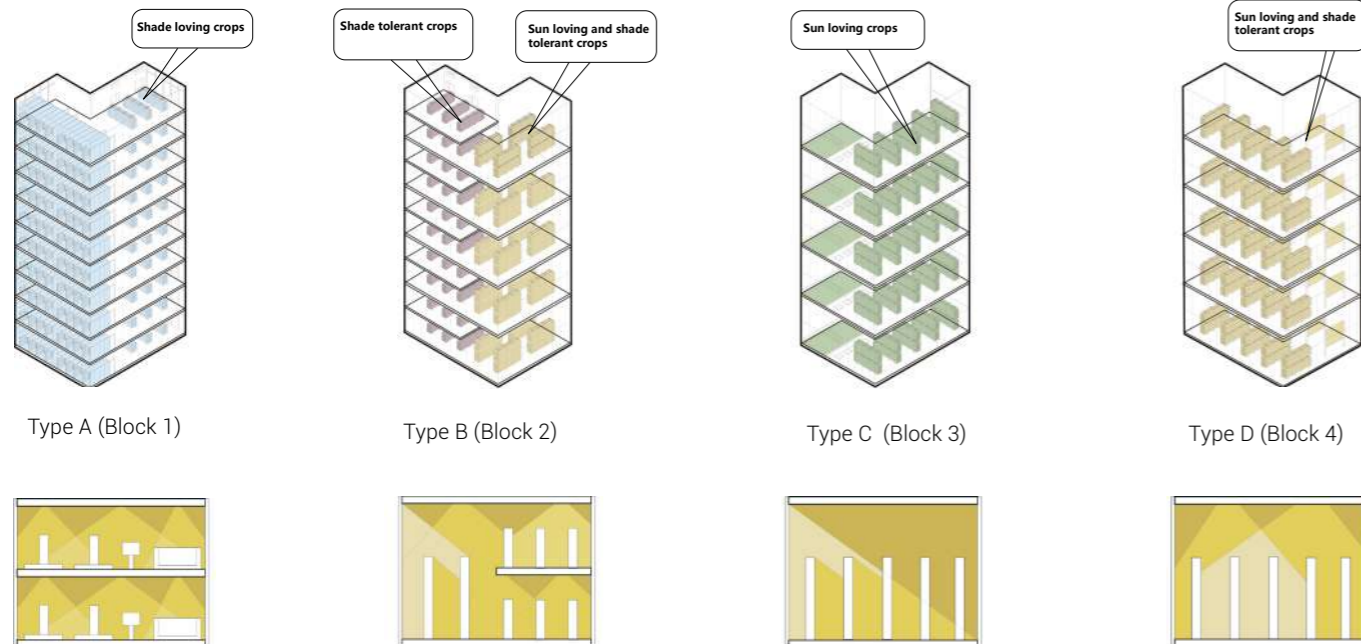 Shade loving crops
Shade tolerant crops
Sun loving and shade
tolerant crops
Sun loving crops
Sun loving and shade
tolerant crops
Type A (Block 1)
Type B (Block 2)
Type C (Block 3)
Type D (Block 4)